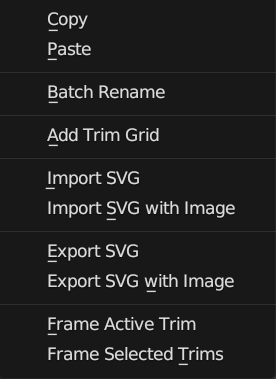 Copy
Paste
Batch Rename
Add Trim Grid
Import SVG
Import SVG with Image
Export SVG
Export SVG with Image
Frame Active Trim
Frame Selected Trims